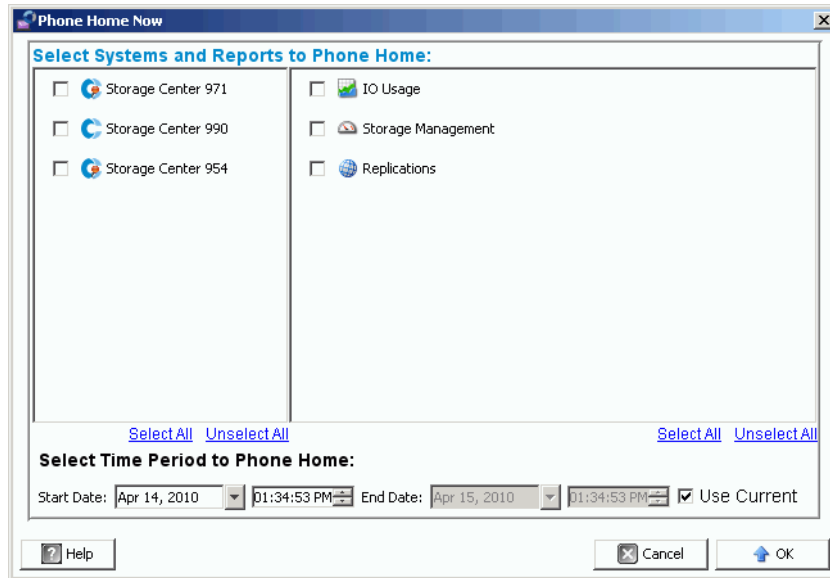 Phone Home Now
Select Systems and Reports to Phone Home:
Storage Center 971
Storage Center 990
Storage Center 954
IO Usage
Storage Management
Replications
Select All Unselect All
Select All Unselect All
Select Time Period to Phone Home:
Start Date: Apr 14, 2010 01:34:53 PM End Date: Apr 15, 2010 01:34:53 PM Use Current
? Help
Cancel
OK